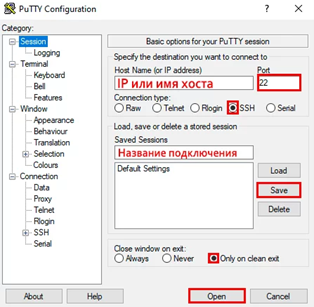 PuTTY Configuration
Category:
Session
Logging
Terminal
Keyboard
Bell
Features
Window
Appearance
Behaviour
Translation
Selection
Colours
Connection
Data
Proxy
Telnet
Rlogin
SSH
Serial
Basic options for your PuTTY session
Specify the destination you want to connect to
Host Name (or IP address) Port
IP или имя хоста 22
Connection type:
Raw Telnet Rlogin SSH Serial
Load, save or delete a stored session
Saved Sessions
Название подключения
Default Settings
Load
Save
Delete
Close window on exit:
Always Never Only on clean exit
About Help Open Cancel